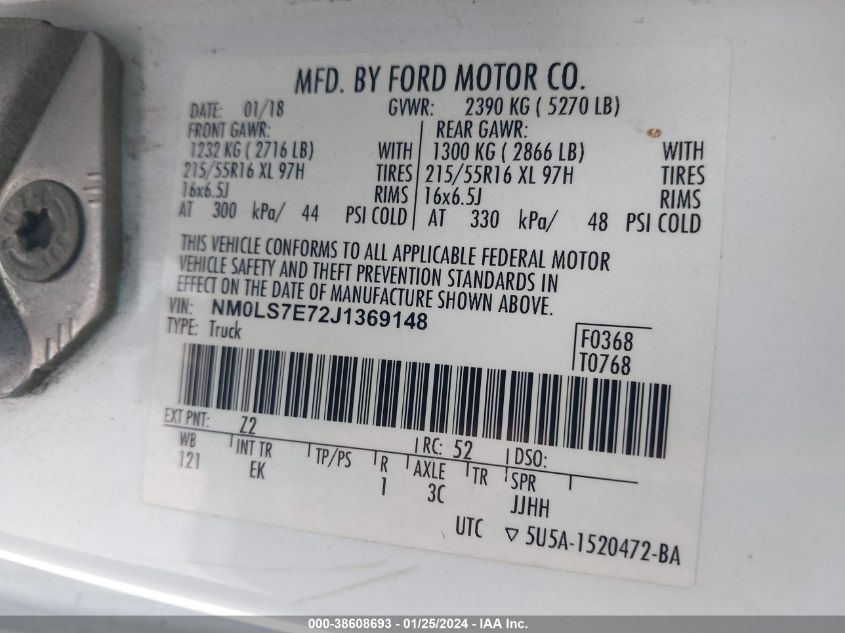 MFD. BY FORD MOTOR CO.
DATE: 01/18 GVWR: 2390 KG ( 5270 LB)
FRONT GAWR: REAR GAWR:
1232 KG ( 2716 LB) WITH 1300 KG ( 2866 LB) WITH
215/55R16 XL 97H TIRES 215/55R16 XL 97H TIRES
16x6.5J RIMS 16x6.5J RIMS
AT 300 kPa/ 44 PSI COLD AT 330 kPa/ 48 PSI COLD
THIS VEHICLE CONFORMS TO ALL APPLICABLE FEDERAL MOTOR
VEHICLE SAFETY AND THEFT PREVENTION STANDARDS IN
EFFECT ON THE DATE OF MANUFACTURE SHOWN ABOVE.
VIN: NM0LS7E72J1369148
TYPE: Truck
F0368
T0768
EXT PNT: Z2 RC: 52 DSO:
WB INT TR TP/PS R AXLE TR SPR
121 EK 1 3C JJHH
UTC ▽ 5U5A-1520472-BA
000-38608693 - 01/25/2024 - IAA Inc.